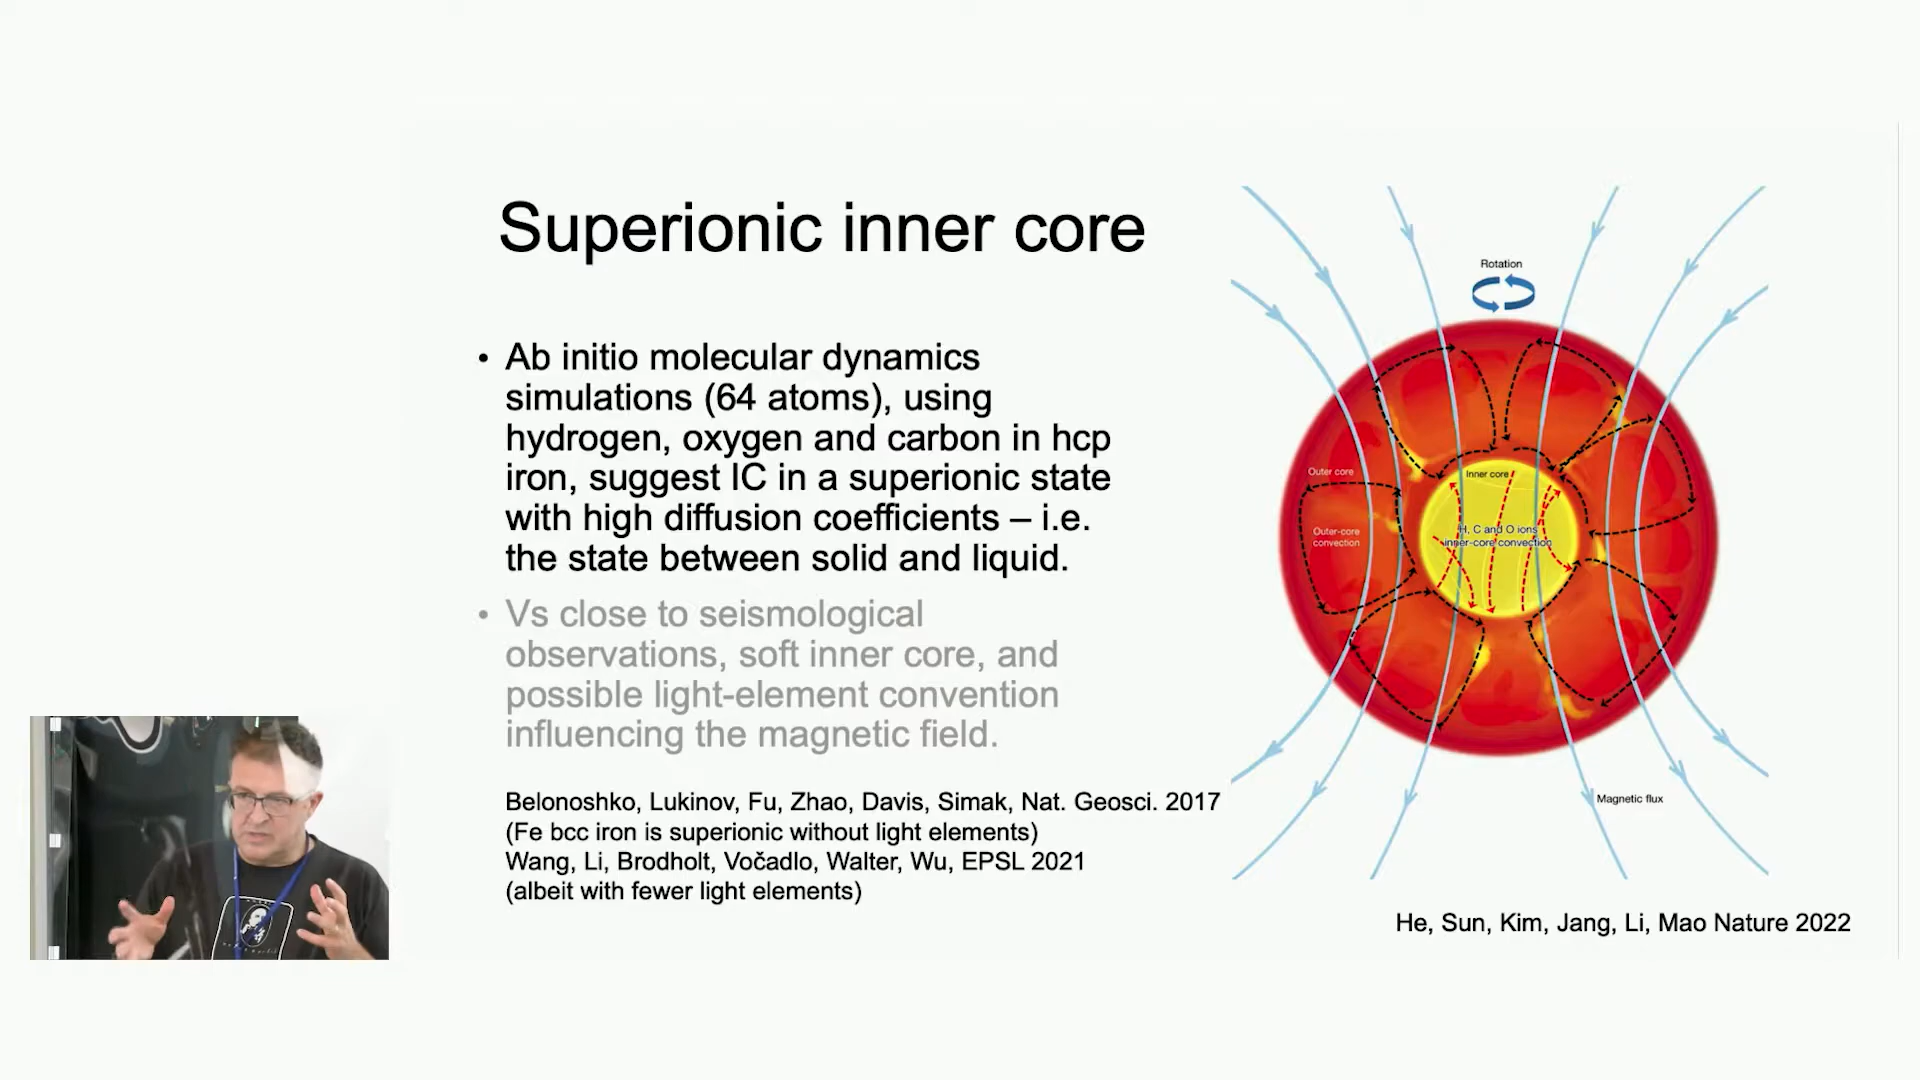 Superionic inner core
• Ab initio molecular dynamics
simulations (64 atoms), using
hydrogen, oxygen and carbon in hcp
iron, suggest IC in a superionic state
with high diffusion coefficients – i.e.
the state between solid and liquid.
• Vs close to seismological
observations, soft inner core, and
possible light-element convention
influencing the magnetic field.
Belonoshko, Lukinov, Fu, Zhao, Davis, Simak, Nat. Geosci. 2017
(Fe bcc iron is superionic without light elements)
Wang, Li, Brodholt, Vočadlo, Walter, Wu, EPSL 2021
(albeit with fewer light elements)
Rotation
Outer core
Inner core
Outer-core
convection
H, C and O ions
inner-core convection
Magnetic flux
He, Sun, Kim, Jang, Li, Mao Nature 2022